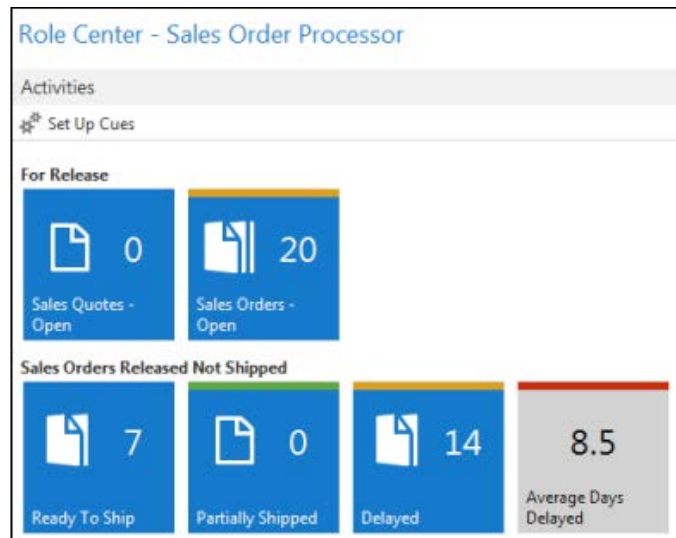 Role Center - Sales Order Processor
Activities
Set Up Cues
For Release
0
Sales Quotes -
Open
20
Sales Orders -
Open
Sales Orders Released Not Shipped
7
Ready To Ship
0
Partially Shipped
14
Delayed
8.5
Average Days
Delayed